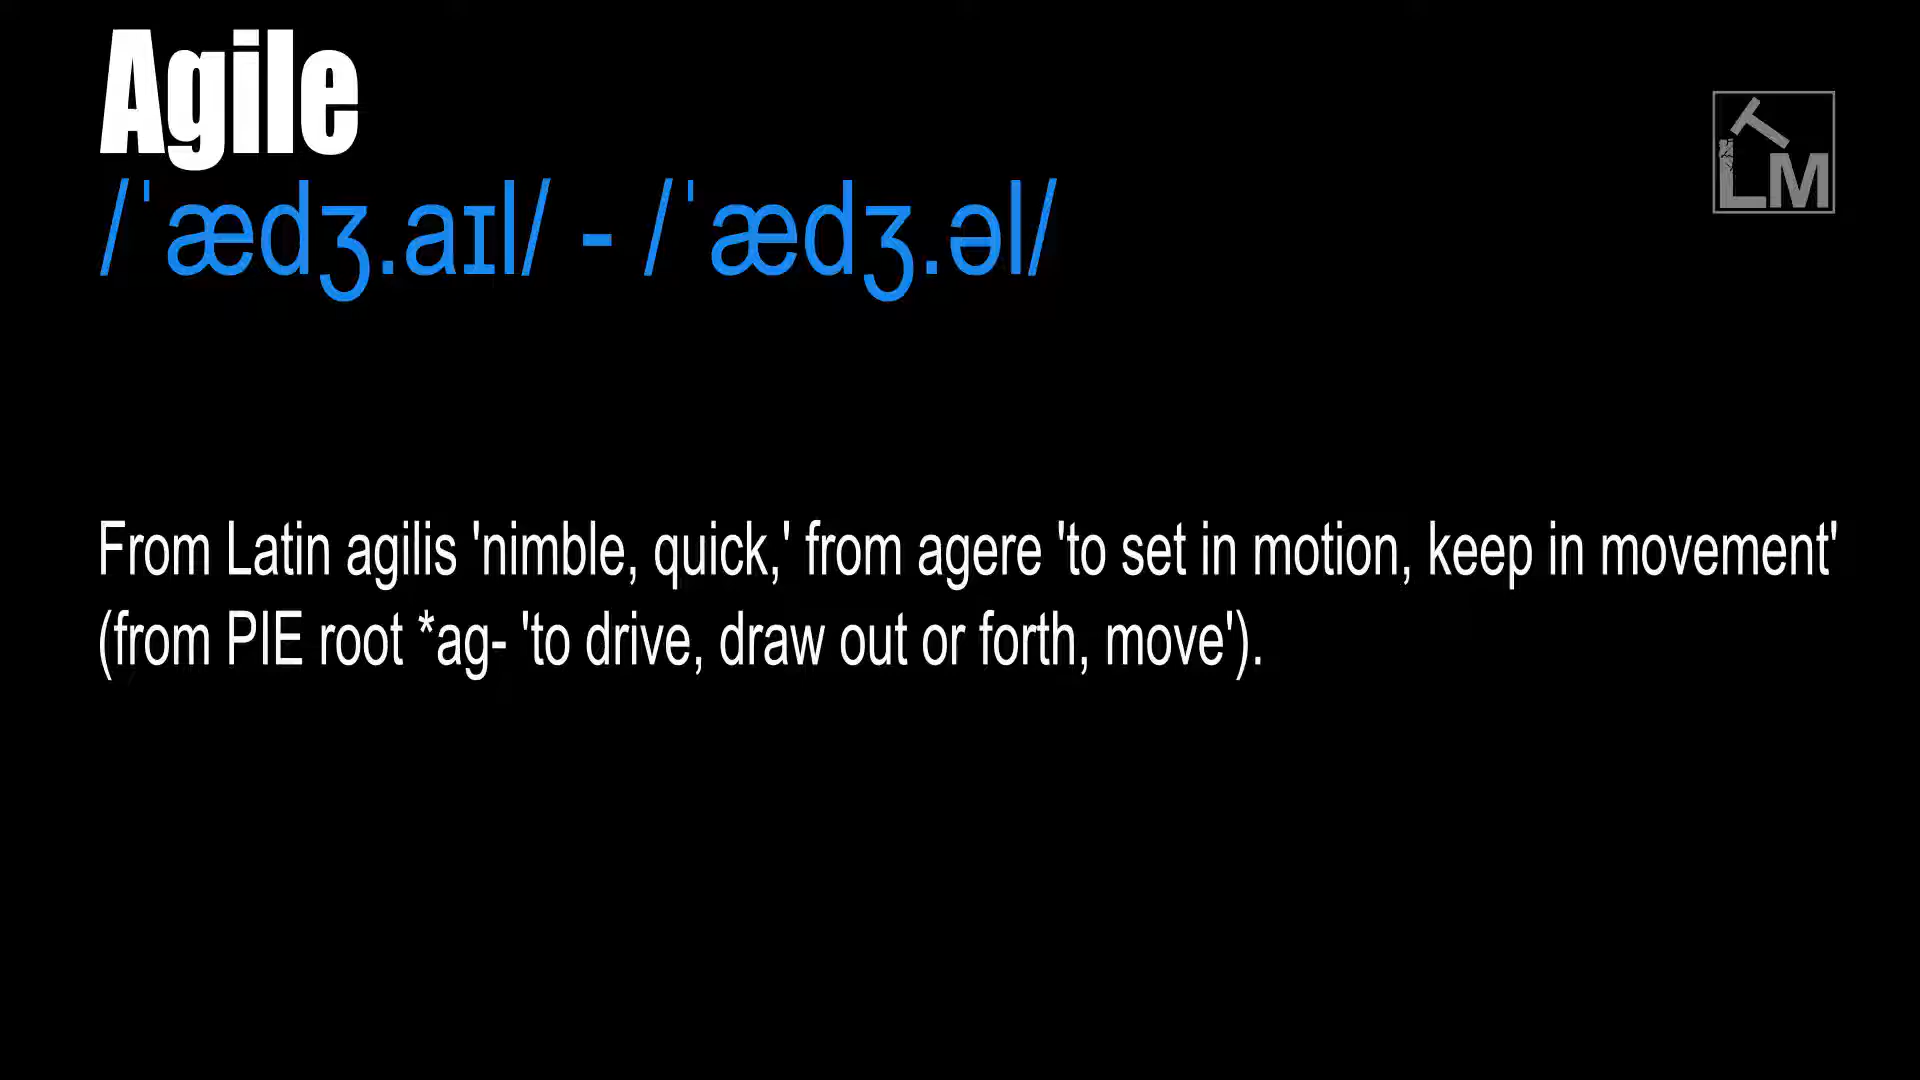 Agile
/ˈædʒ.aɪl/ - /ˈædʒ.əl/
LTM
From Latin agilis 'nimble, quick,' from agere 'to set in motion, keep in movement'
(from PIE root *ag- 'to drive, draw out or forth, move').